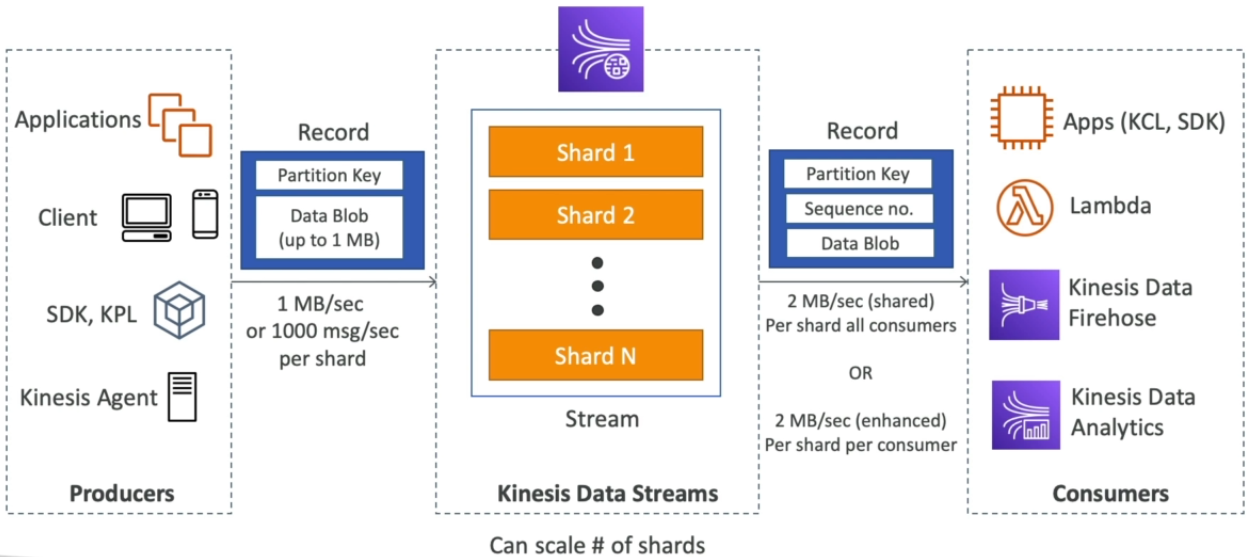 Applications
Client
SDK, KPL
Kinesis Agent
Producers
Record
Partition Key
Data Blob
(up to 1 MB)
1 MB/sec
or 1000 msg/sec
per shard
Shard 1
Shard 2
Shard N
Stream
Kinesis Data Streams
Can scale # of shards
Record
Partition Key
Sequence no.
Data Blob
2 MB/sec (shared)
Per shard all consumers
OR
2 MB/sec (enhanced)
Per shard per consumer
Apps (KCL, SDK)
Lambda
Kinesis Data
Firehose
Kinesis Data
Analytics
Consumers